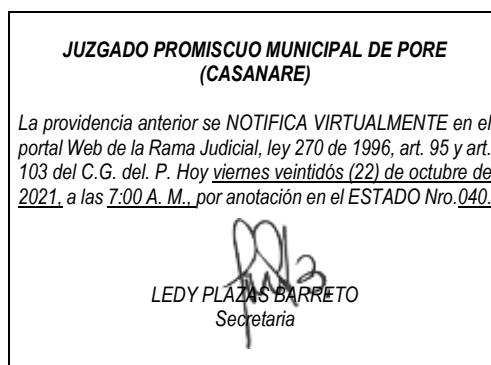 JUZGADO PROMISCUO MUNICIPAL DE PORE
(CASANARE)
La providencia anterior se NOTIFICA VIRTUALMENTE en el
portal Web de la Rama Judicial, ley 270 de 1996, art. 95 y art.
103 del C.G. del. P. Hoy viernes veintidós (22) de octubre de
2021, a las 7:00 A. M., por anotación en el ESTADO Nro.040.
LEDY PLAZAS BARRETO
Secretaria